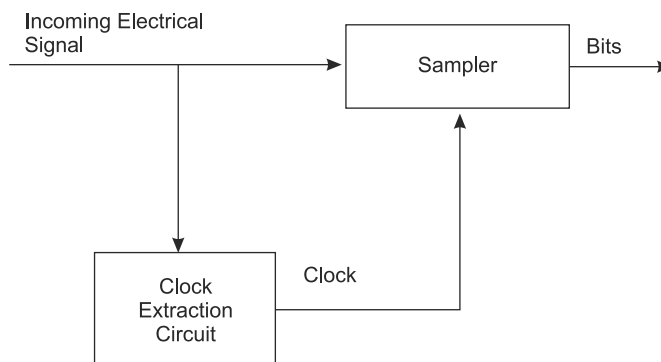 Incoming Electrical
Signal
Sampler
Bits
Clock
Extraction
Circuit
Clock